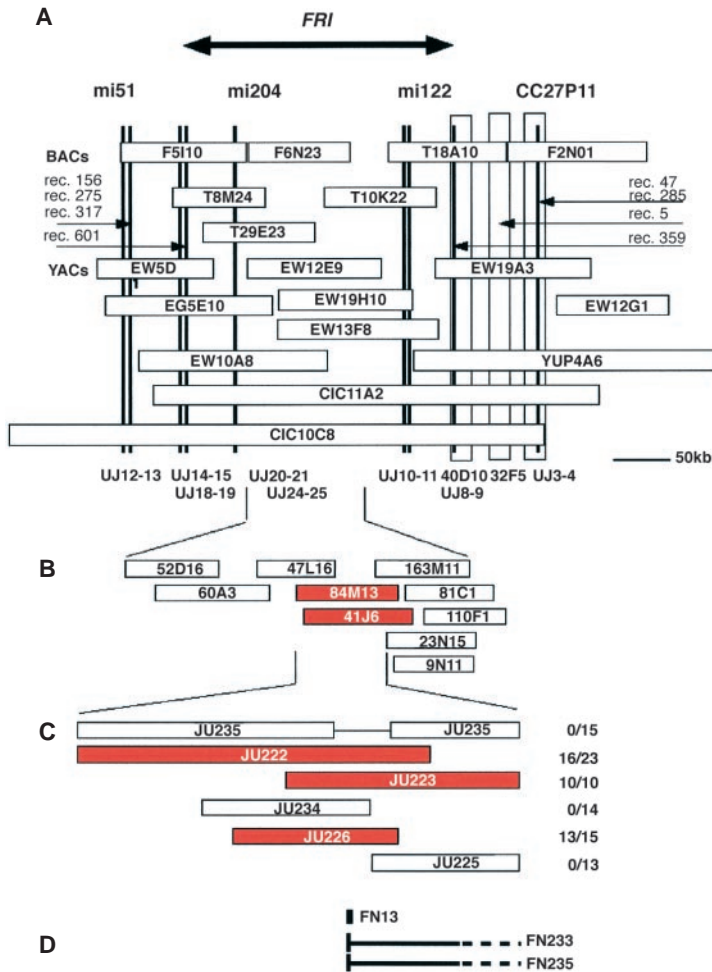 A
FRI
mi51 mi204 mi122 CC27P11
BACs F5I10 F6N23 T18A10 F2N01
rec. 156
rec. 275
rec. 317
rec. 601
T8M24 T10K22
T29E23
rec. 47
rec. 285
rec. 5
rec. 359
YACs EW5D EW12E9 EW19A3
EG5E10 EW19H10 EW12G1
EW13F8
EW10A8 YUP4A6
CIC11A2
CIC10C8
50kb
UJ12-13 UJ14-15 UJ20-21 UJ10-11 40D10 32F5 UJ3-4
UJ18-19 UJ24-25 UJ8-9
B
52D16 47L16 163M11
60A3 84M13 81C1
41J6 110F1
23N15
9N11
C
JU235 JU235 0/15
JU222 16/23
JU223 10/10
JU234 0/14
JU226 13/15
JU225 0/13
D
FN13
FN233
FN235